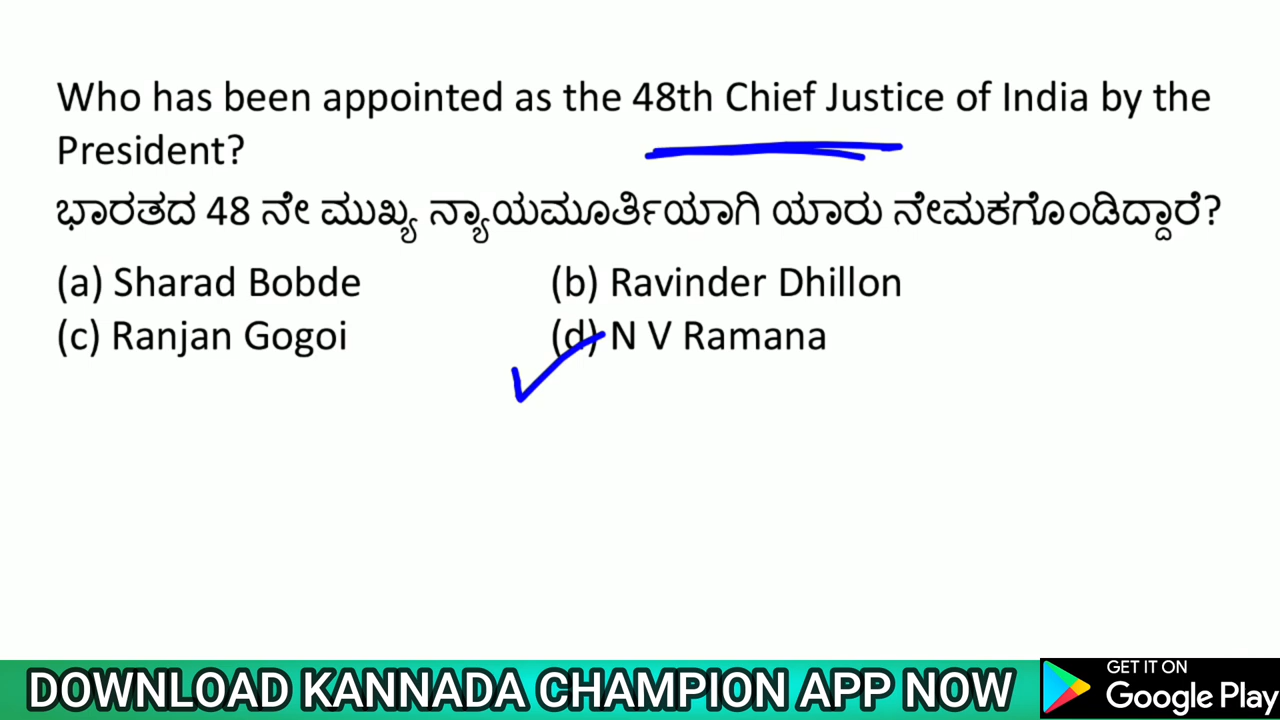 Who has been appointed as the 48th Chief Justice of India by the
President?
ಭಾರತದ 48 ನೇ ಮುಖ್ಯ ನ್ಯಾಯಮೂರ್ತಿಯಾಗಿ ಯಾರು ನೇಮಕಗೊಂಡಿದ್ದಾರೆ?
(a) Sharad Bobde (b) Ravinder Dhillon
(c) Ranjan Gogoi (d) N V Ramana
DOWNLOAD KANNADA CHAMPION APP NOW
GET IT ON
Google Play